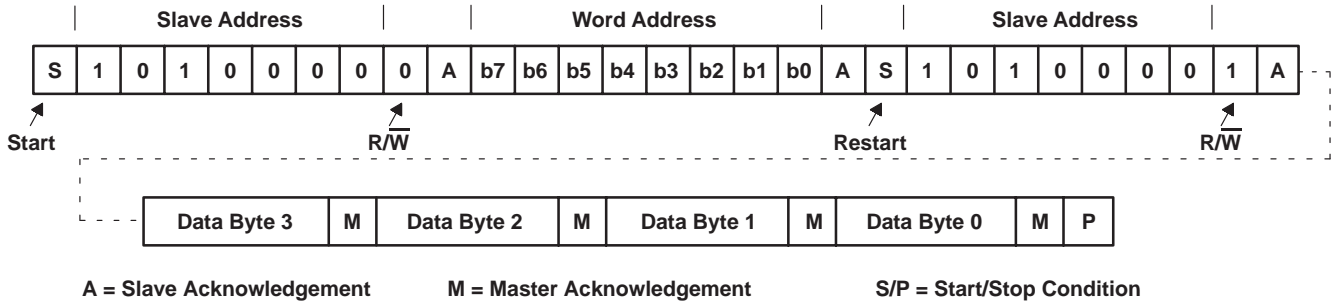 Slave Address Word Address Slave Address
S 1 0 1 0 0 0 0 0 A b7 b6 b5 b4 b3 b2 b1 b0 A S 1 0 1 0 0 0 0 1 A
Start R/W̅ Restart R/W̅
Data Byte 3 M Data Byte 2 M Data Byte 1 M Data Byte 0 M P
A = Slave Acknowledgement M = Master Acknowledgement S/P = Start/Stop Condition